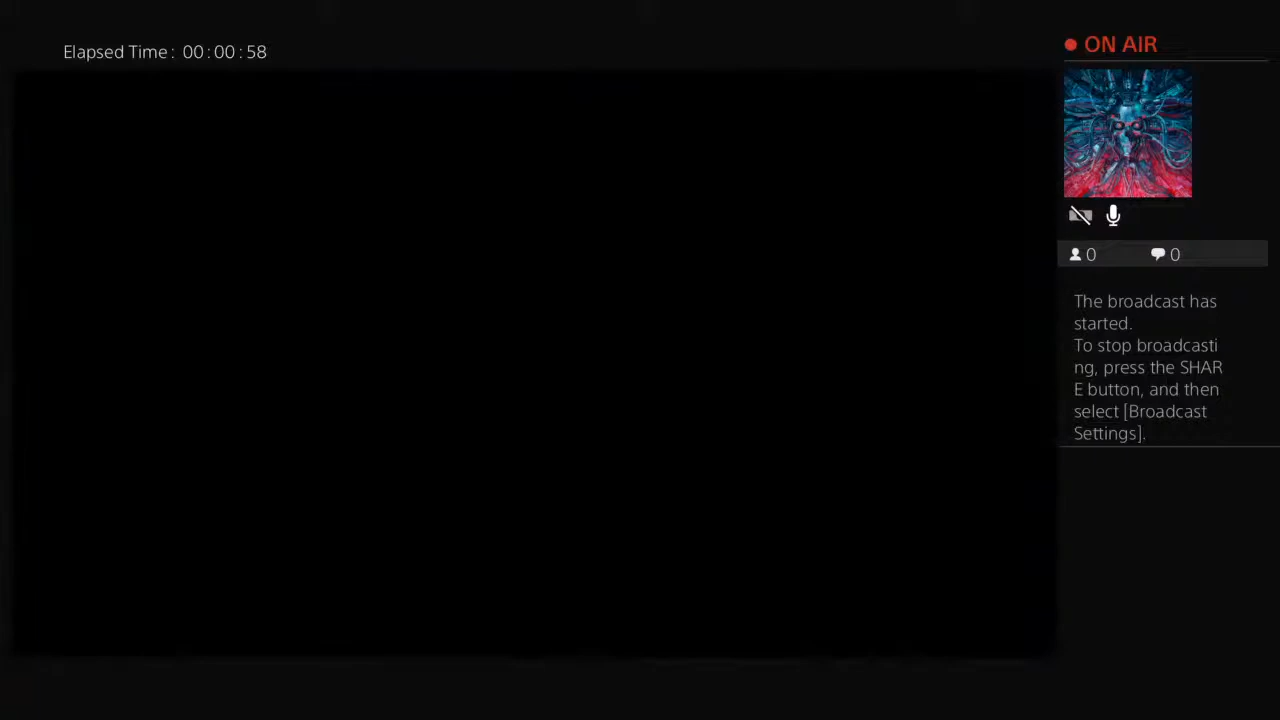 Elapsed Time: 00:00:58
ON AIR
0 0
The broadcast has
started.
To stop broadcasti
ng, press the SHAR
E button, and then
select [Broadcast
Settings].